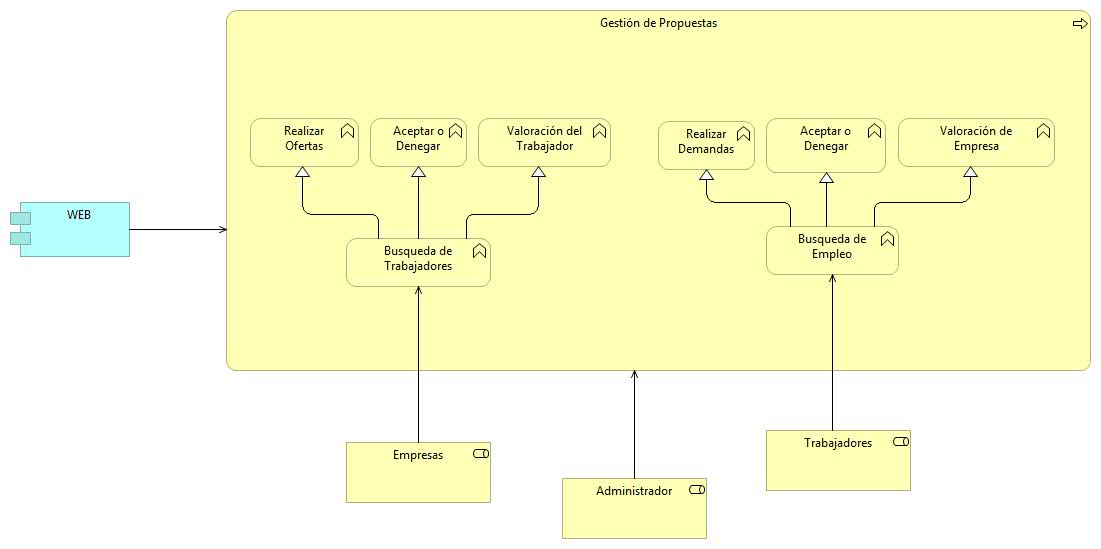 Gestión de Propuestas
Realizar
Ofertas
Aceptar o
Denegar
Valoración del
Trabajador
Realizar
Demandas
Aceptar o
Denegar
Valoración de
Empresa
WEB
Busqueda de
Trabajadores
Busqueda de
Empleo
Empresas
Administrador
Trabajadores